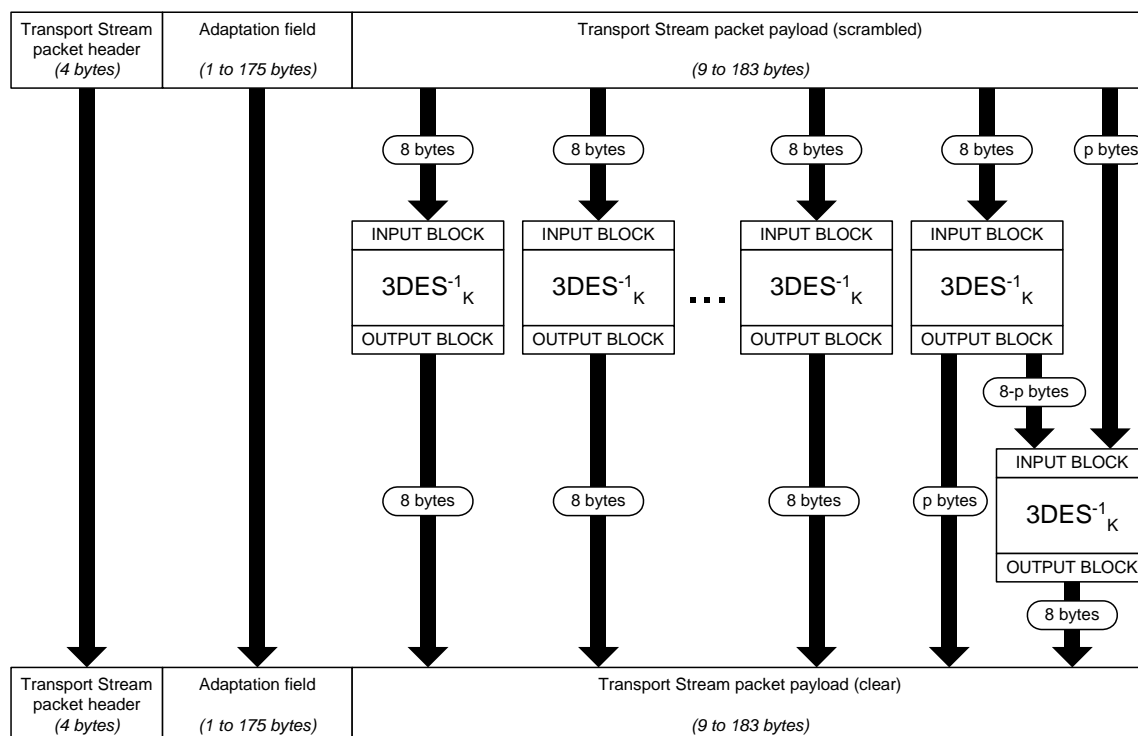 Transport Stream
packet header
(4 bytes)
Adaptation field
(1 to 175 bytes)
Transport Stream packet payload (scrambled)
(9 to 183 bytes)
8 bytes
8 bytes
8 bytes
8 bytes
p bytes
INPUT BLOCK
3DES-1K
OUTPUT BLOCK
INPUT BLOCK
3DES-1K
OUTPUT BLOCK
...
INPUT BLOCK
3DES-1K
OUTPUT BLOCK
INPUT BLOCK
3DES-1K
OUTPUT BLOCK
8-p bytes
INPUT BLOCK
3DES-1K
OUTPUT BLOCK
8 bytes
8 bytes
8 bytes
p bytes
8 bytes
Transport Stream
packet header
(4 bytes)
Adaptation field
(1 to 175 bytes)
Transport Stream packet payload (clear)
(9 to 183 bytes)